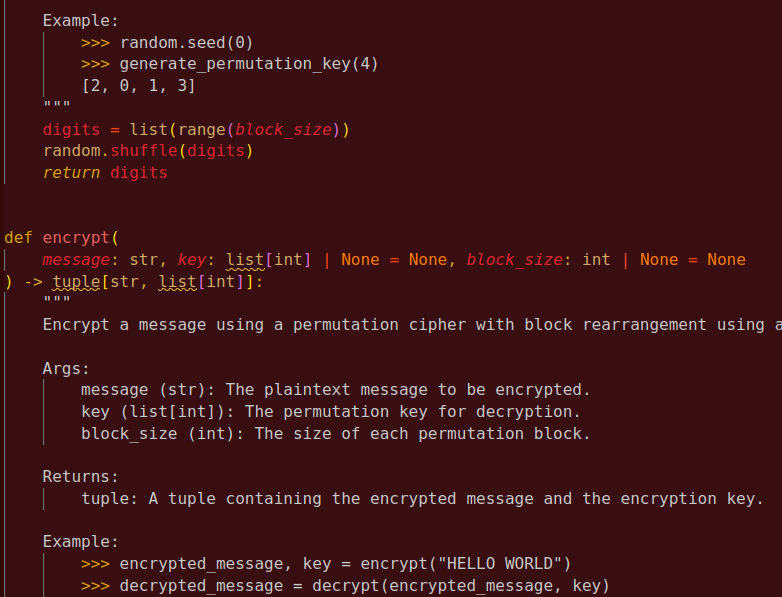 Example:
>>> random.seed(0)
>>> generate_permutation_key(4)
[2, 0, 1, 3]
"""
digits = list(range(block_size))
random.shuffle(digits)
return digits
def encrypt(
message: str, key: list[int] | None = None, block_size: int | None = None
) -> tuple[str, list[int]]:
"""
Encrypt a message using a permutation cipher with block rearrangement using a
Args:
message (str): The plaintext message to be encrypted.
key (list[int]): The permutation key for decryption.
block_size (int): The size of each permutation block.
Returns:
tuple: A tuple containing the encrypted message and the encryption key.
Example:
>>> encrypted_message, key = encrypt("HELLO WORLD")
>>> decrypted_message = decrypt(encrypted_message, key)